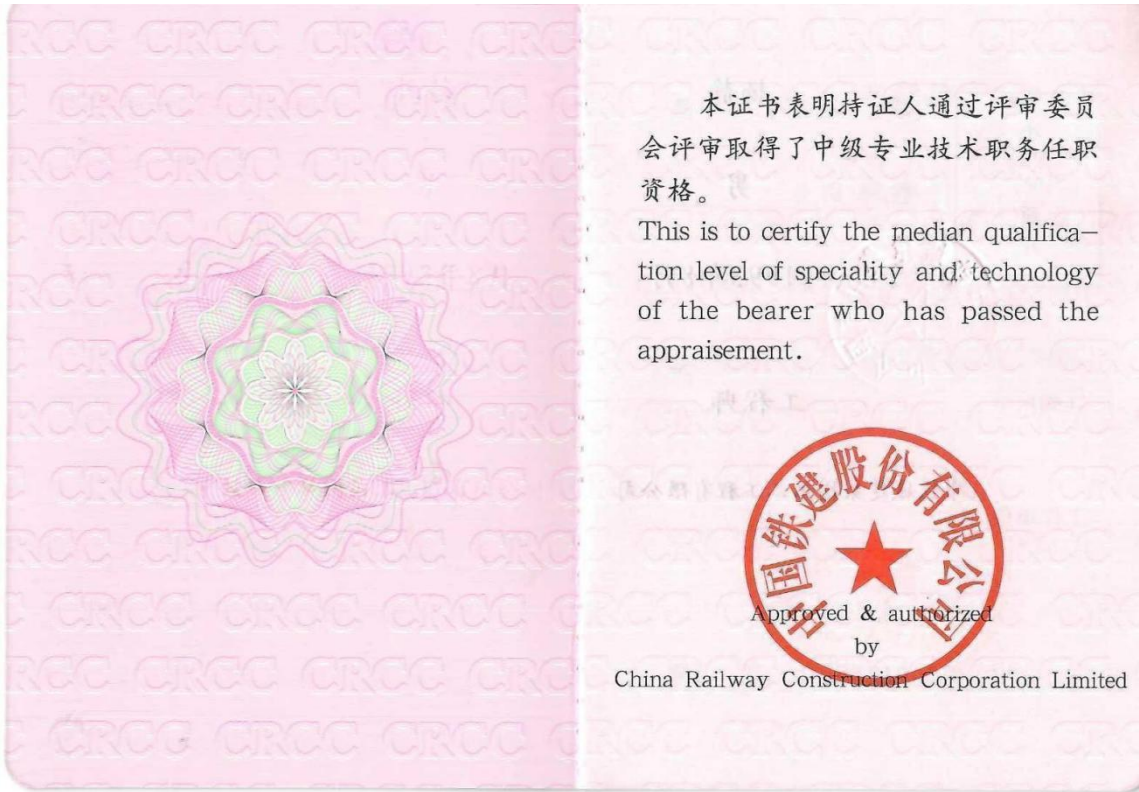 本证书表明持证人通过评审委员
会评审取得了中级专业技术职务任职
资格。
This is to certify the median qualifica-
tion level of speciality and technology
of the bearer who has passed the
appraisement.
中国铁建股份有限公司
Approved & authorized
by
China Railway Construction Corporation Limited
CRCC